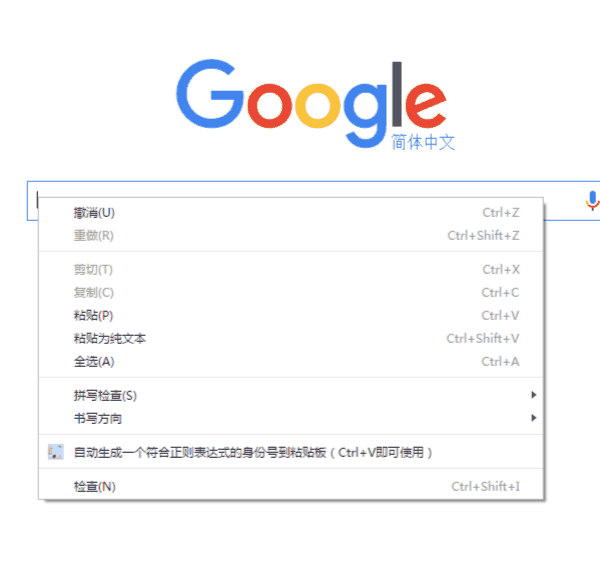 Google
简体中文
撤消(U) Ctrl+Z
重做(R) Ctrl+Shift+Z
剪切(T) Ctrl+X
复制(C) Ctrl+C
粘贴(P) Ctrl+V
粘贴为纯文本 Ctrl+Shift+V
全选(A) Ctrl+A
拼写检查(S)
书写方向
自动生成一个符合正则表达式的身份号到粘贴板（Ctrl+V即可使用）
检查(N) Ctrl+Shift+I